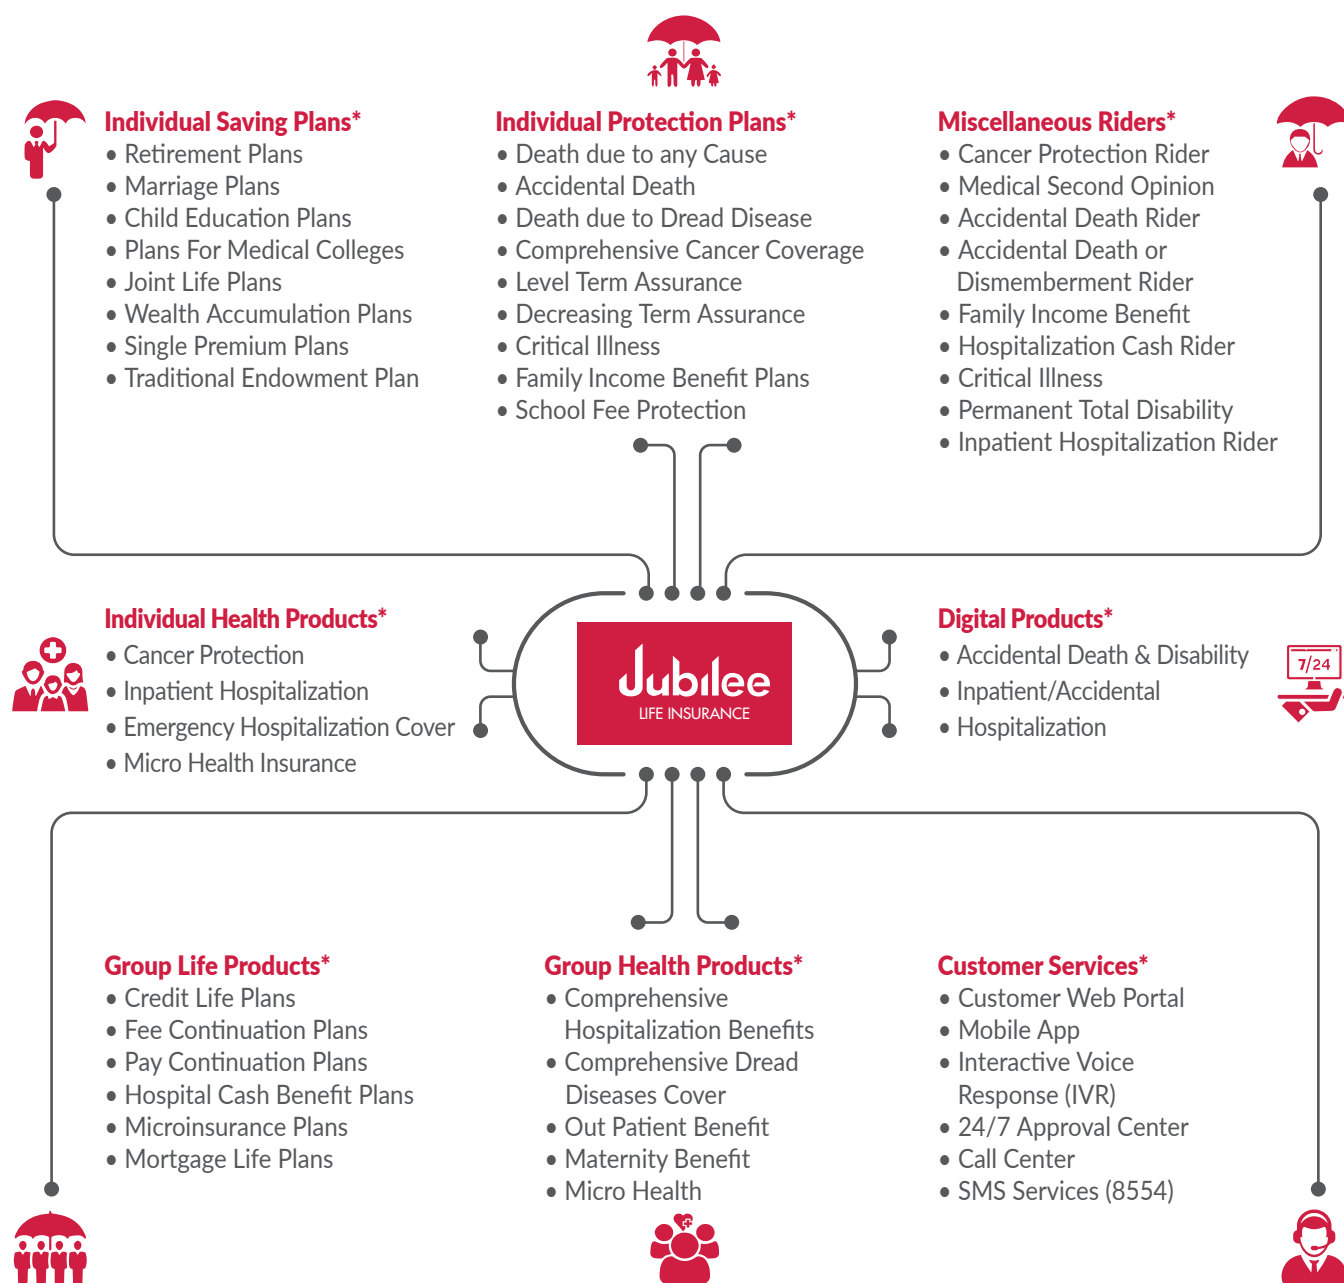 Individual Saving Plans*
• Retirement Plans
• Marriage Plans
• Child Education Plans
• Plans For Medical Colleges
• Joint Life Plans
• Wealth Accumulation Plans
• Single Premium Plans
• Traditional Endowment Plan
Individual Protection Plans*
• Death due to any Cause
• Accidental Death
• Death due to Dread Disease
• Comprehensive Cancer Coverage
• Level Term Assurance
• Decreasing Term Assurance
• Critical Illness
• Family Income Benefit Plans
• School Fee Protection
Miscellaneous Riders*
• Cancer Protection Rider
• Medical Second Opinion
• Accidental Death Rider
• Accidental Death or
Dismemberment Rider
• Family Income Benefit
• Hospitalization Cash Rider
• Critical Illness
• Permanent Total Disability
• Inpatient Hospitalization Rider
Individual Health Products*
• Cancer Protection
• Inpatient Hospitalization
• Emergency Hospitalization Cover
• Micro Health Insurance
Jubilee
LIFE INSURANCE
Digital Products*
• Accidental Death & Disability
• Inpatient/Accidental
• Hospitalization
7/24
Group Life Products*
• Credit Life Plans
• Fee Continuation Plans
• Pay Continuation Plans
• Hospital Cash Benefit Plans
• Microinsurance Plans
• Mortgage Life Plans
Group Health Products*
• Comprehensive
Hospitalization Benefits
• Comprehensive Dread
Diseases Cover
• Out Patient Benefit
• Maternity Benefit
• Micro Health
Customer Services*
• Customer Web Portal
• Mobile App
• Interactive Voice
Response (IVR)
• 24/7 Approval Center
• Call Center
• SMS Services (8554)